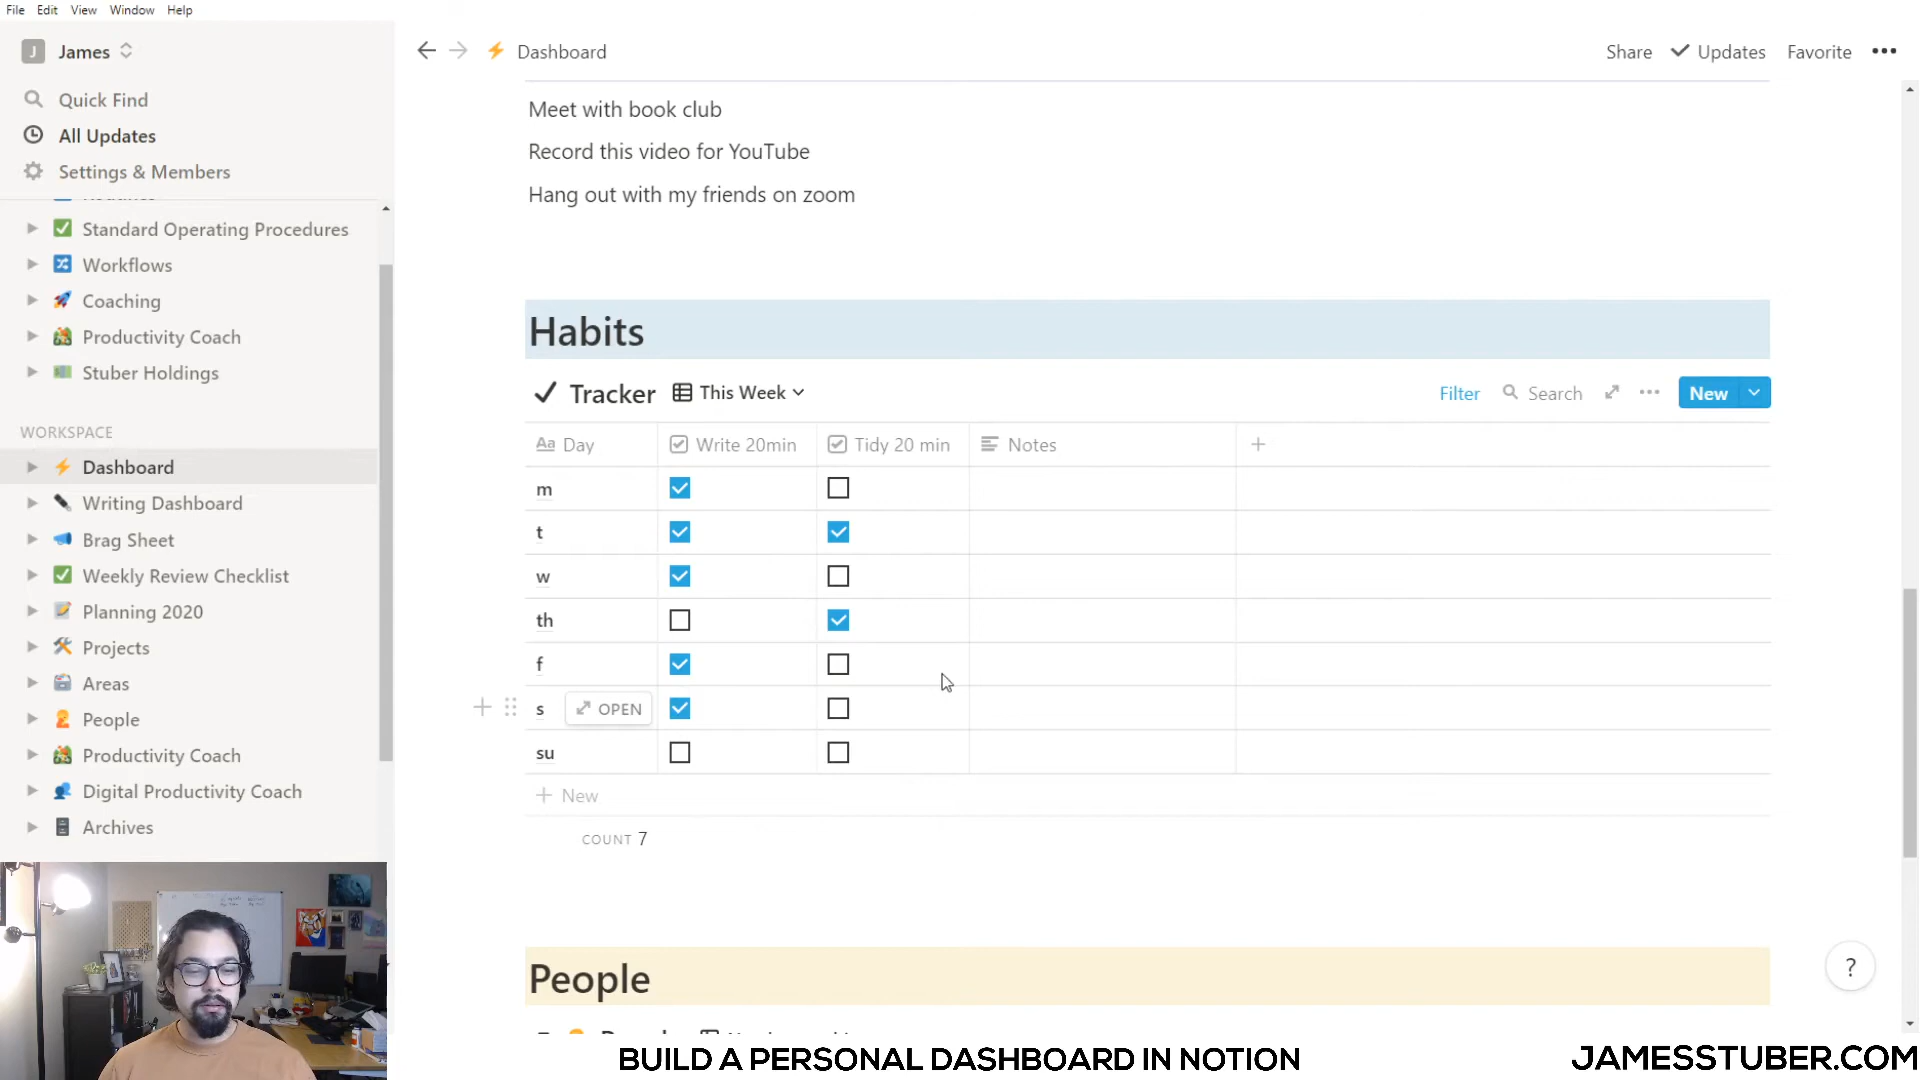 File Edit View Window Help
J James
Quick Find
All Updates
Settings & Members
Standard Operating Procedures
Workflows
Coaching
Productivity Coach
Stuber Holdings
WORKSPACE
Dashboard
Writing Dashboard
Brag Sheet
Weekly Review Checklist
Planning 2020
Projects
Areas
People
Productivity Coach
Digital Productivity Coach
Archives
Dashboard
Share Updates Favorite
Meet with book club
Record this video for YouTube
Hang out with my friends on zoom
Habits
Tracker This Week Filter Search New
Aa Day Write 20min Tidy 20 min Notes
m
t
w
th
f
s OPEN
su
New
COUNT 7
People
?
BUILD A PERSONAL DASHBOARD IN NOTION
JAMESSTUBER.COM